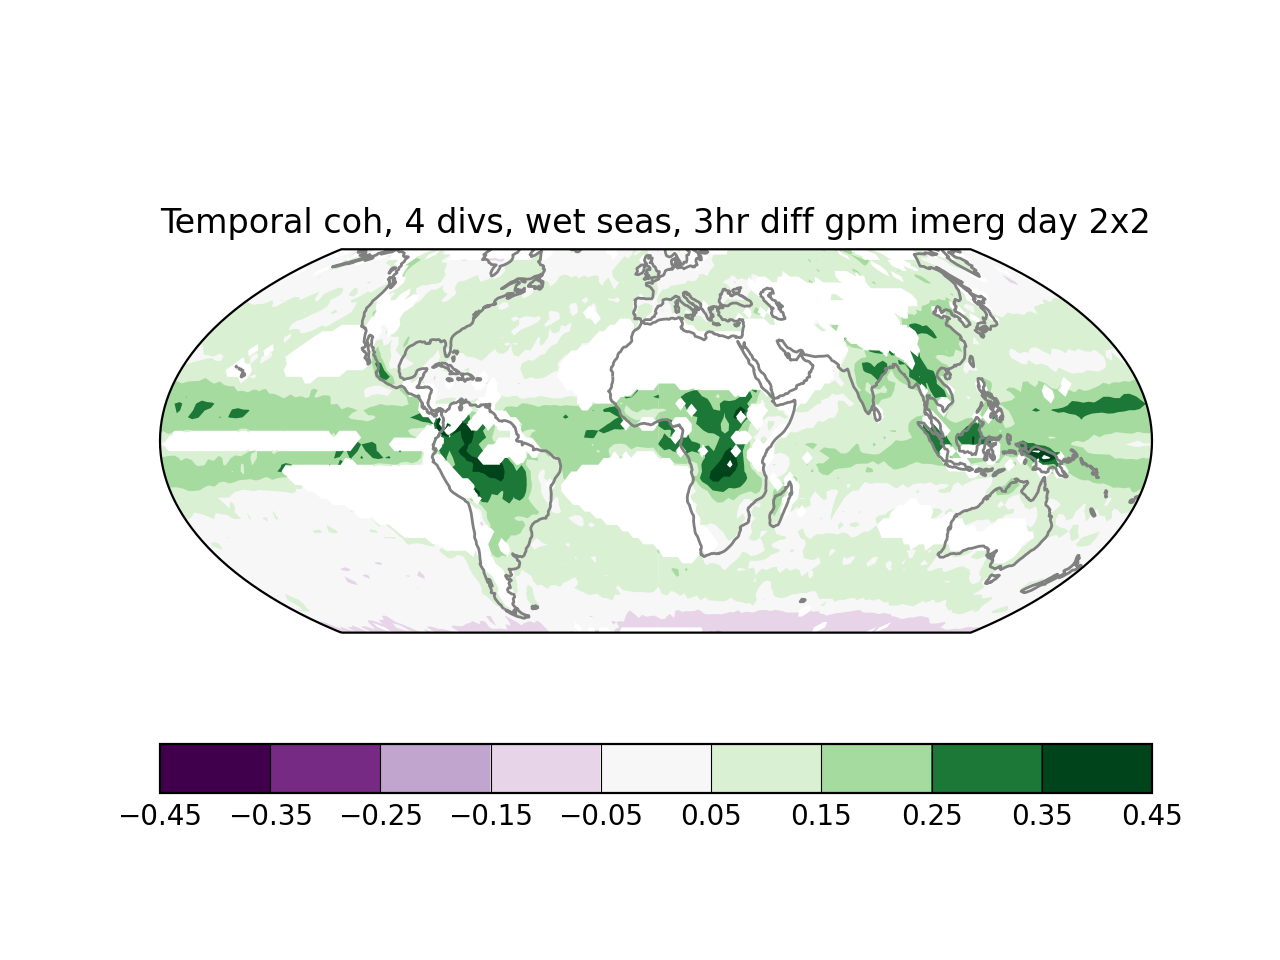 Temporal coh, 4 divs, wet seas, 3hr diff gpm imerg day 2x2
−0.45 −0.35 −0.25 −0.15 −0.05 0.05 0.15 0.25 0.35 0.45